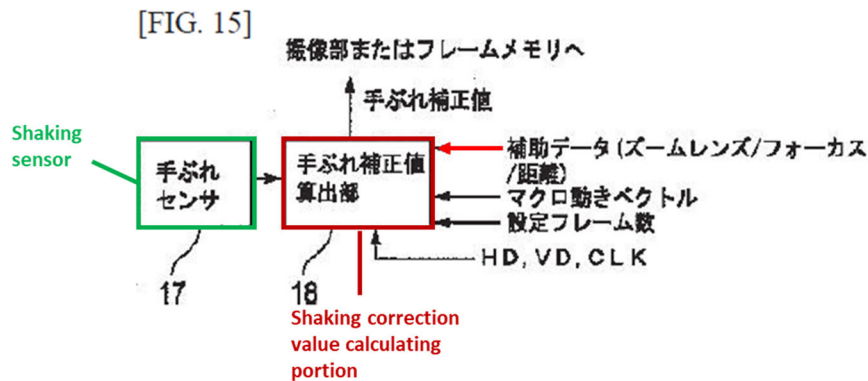 [FIG. 15]
撮像部またはフレームメモリへ
手ぶれ補正値
Shaking
sensor
手ぶれ
センサ
手ぶれ補正値
算出部
補助データ(ズームレンズ/フォーカス
/距離)
マクロ動きベクトル
設定フレーム数
HD, VD, CLK
17
18
Shaking correction
value calculating
portion